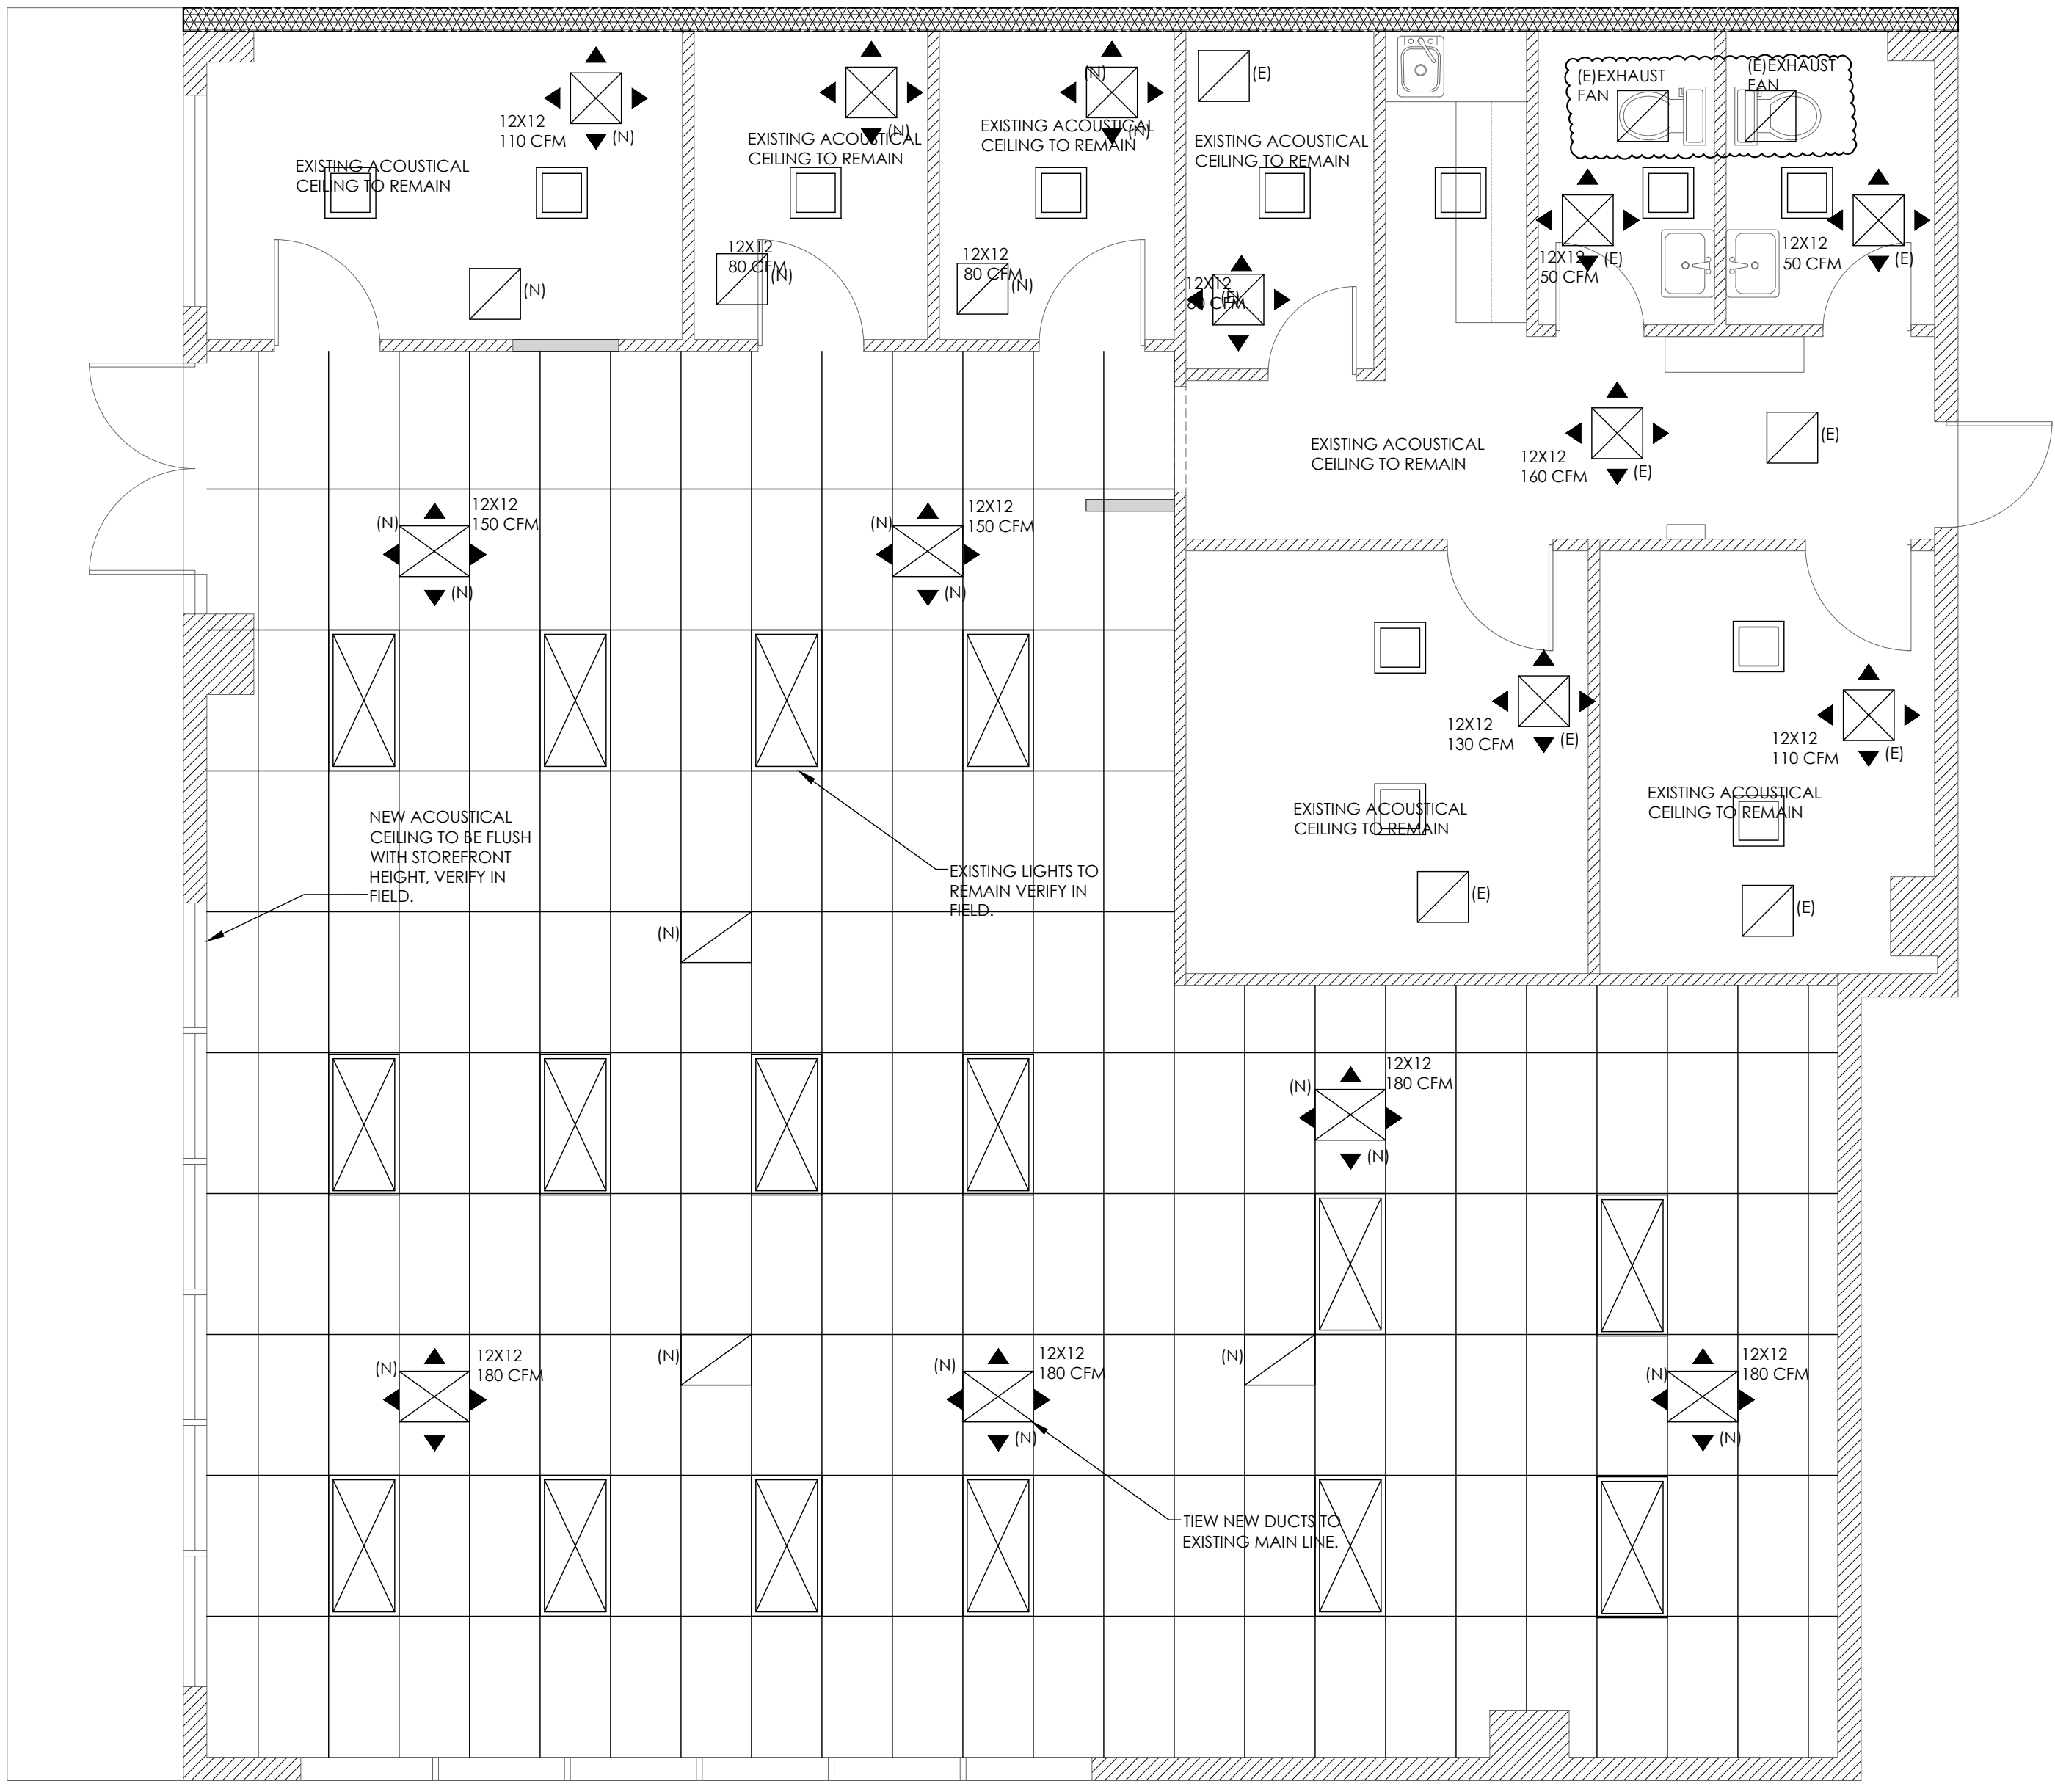 12X12
110 CFM
(N)
EXISTING ACOUSTICAL
CEILING TO REMAIN
(N)
(N)
EXISTING ACOUSTICAL
CEILING TO REMAIN
12X12
80 CFM
(N)
(N)
(N)
EXISTING ACOUSTICAL
CEILING TO REMAIN
12X12
80 CFM
(N)
(E)
EXISTING ACOUSTICAL
CEILING TO REMAIN
12X12
80 CFM
(E)
(E)EXHAUST
FAN
(E)EXHAUST
FAN
12X12
50 CFM
(E)
12X12
50 CFM
(E)
EXISTING ACOUSTICAL
CEILING TO REMAIN
12X12
160 CFM
(E)
(E)
(N)
12X12
150 CFM
(N)
(N)
12X12
150 CFM
(N)
12X12
130 CFM
(E)
12X12
110 CFM
(E)
EXISTING ACOUSTICAL
CEILING TO REMAIN
EXISTING ACOUSTICAL
CEILING TO REMAIN
(E)
(E)
NEW ACOUSTICAL
CEILING TO BE FLUSH
WITH STOREFRONT
HEIGHT, VERIFY IN
FIELD.
EXISTING LIGHTS TO
REMAIN VERIFY IN
FIELD.
(N)
12X12
180 CFM
(N)
(N)
(N)
12X12
180 CFM
(N)
(N)
12X12
180 CFM
(N)
(N)
(N)
12X12
180 CFM
(N)
TIEW NEW DUCTS TO
EXISTING MAIN LINE.